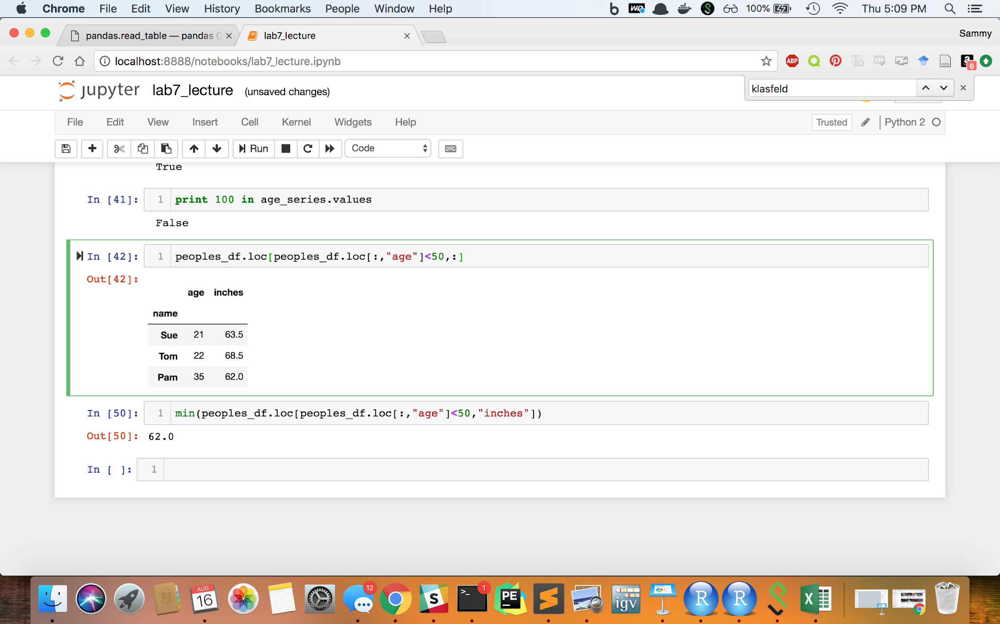 Chrome File Edit View History Bookmarks People Window Help b WD 100% Thu 5:09 PM
pandas.read_table — pandas 0 lab7_lecture Sammy
localhost:8888/notebooks/lab7_lecture.ipynb ABP CSS a 6
jupyter lab7_lecture (unsaved changes) klasfeld
File Edit View Insert Cell Kernel Widgets Help Trusted Python 2
Run Code
True
In [41]: 1 print 100 in age_series.values
False
In [42]: 1 peoples_df.loc[peoples_df.loc[:,"age"]<50,:]
Out[42]:
age inches
name
Sue 21 63.5
Tom 22 68.5
Pam 35 62.0
In [50]: 1 min(peoples_df.loc[peoples_df.loc[:,"age"]<50,"inches"])
Out[50]: 62.0
In [ ]: 1
AUG 16 12 S >_ 1 PE igv R R X